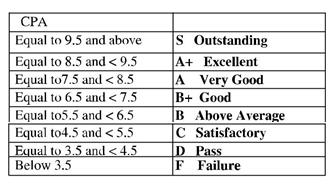 CPA
Equal to 9.5 and above S Outstanding
Equal to 8.5 and < 9.5 A+ Excellent
Equal to7.5 and < 8.5 A Very Good
Equal to 6.5 and < 7.5 B+ Good
Equal to5.5 and < 6.5 B Above Average
Equal to4.5 and < 5.5 C Satisfactory
Equal to 3.5 and < 4.5 D Pass
Below 3.5 F Failure